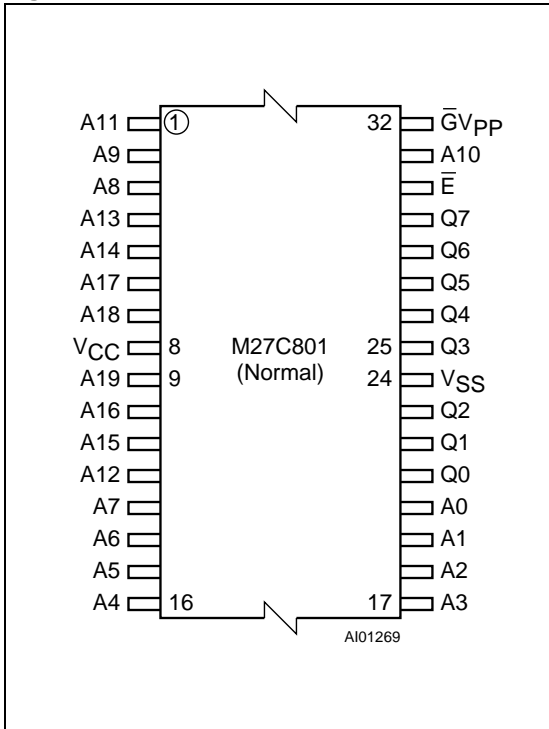 A11 ① 32 G̅VPP
A9 A10
A8 E̅
A13 Q7
A14 Q6
A17 Q5
A18 Q4
VCC 8 M27C801 25 Q3
A19 9 (Normal) 24 VSS
A16 Q2
A15 Q1
A12 Q0
A7 A0
A6 A1
A5 A2
A4 16 17 A3
AI01269